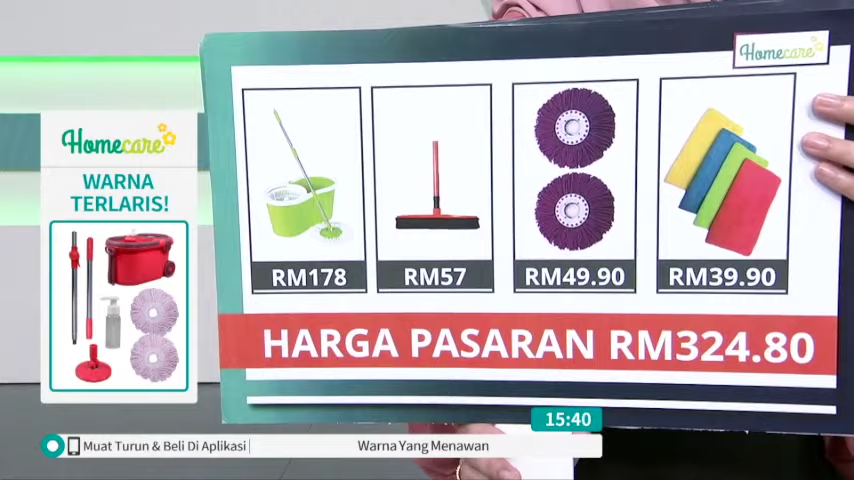 Homecare
RM178
RM57
RM49.90
RM39.90
HARGA PASARAN RM324.80
Homecare
WARNA
TERLARIS!
15:40
Muat Turun & Beli Di Aplikasi
Warna Yang Menawan